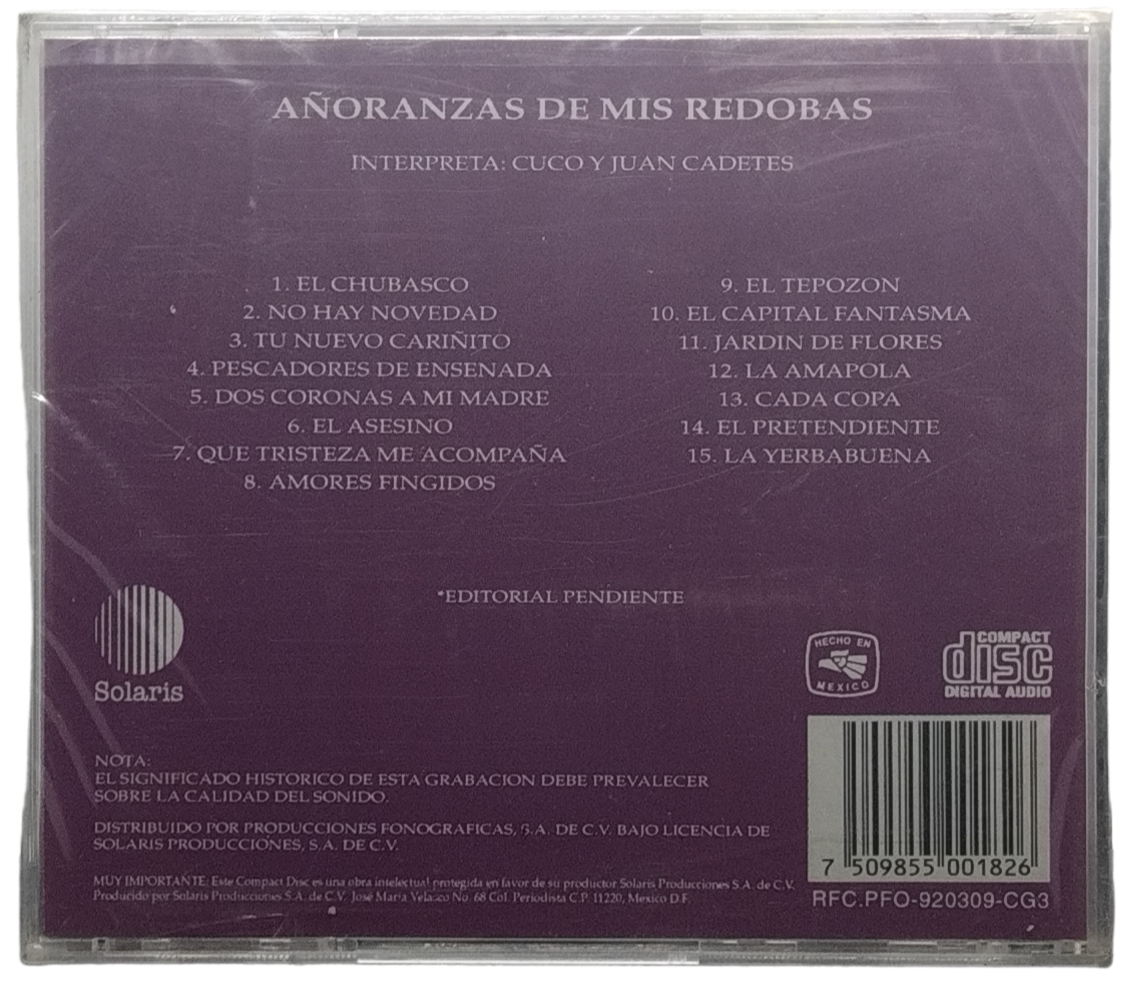 AÑORANZAS DE MIS REDOBAS
INTERPRETA: CUCO Y JUAN CADETES
1. EL CHUBASCO
2. NO HAY NOVEDAD
3. TU NUEVO CARIÑITO
4. PESCADORES DE ENSENADA
5. DOS CORONAS A MI MADRE
6. EL ASESINO
7. QUE TRISTEZA ME ACOMPAÑA
8. AMORES FINGIDOS
9. EL TEPOZON
10. EL CAPITAL FANTASMA
11. JARDIN DE FLORES
12. LA AMAPOLA
13. CADA COPA
14. EL PRETENDIENTE
15. LA YERBABUENA
*EDITORIAL PENDIENTE
Solaris
HECHO EN
MEXICO
COMPACT
disc
DIGITAL AUDIO
NOTA:
EL SIGNIFICADO HISTORICO DE ESTA GRABACION DEBE PREVALECER
SOBRE LA CALIDAD DEL SONIDO.
DISTRIBUIDO POR PRODUCCIONES FONOGRAFICAS, S.A. DE C.V. BAJO LICENCIA DE
SOLARIS PRODUCCIONES, S.A. DE C.V.
MUY IMPORTANTE: Este Compact Disc es una obra intelectual protegida en favor de su productor Solaris Producciones S.A. de C.V.
Producido por Solaris Producciones S.A. de C.V. José María Velazco No. 68 Col. Periodista C.P. 11220, Mexico D.F.
7 509855 001826
RFC.PFO-920309-CG3